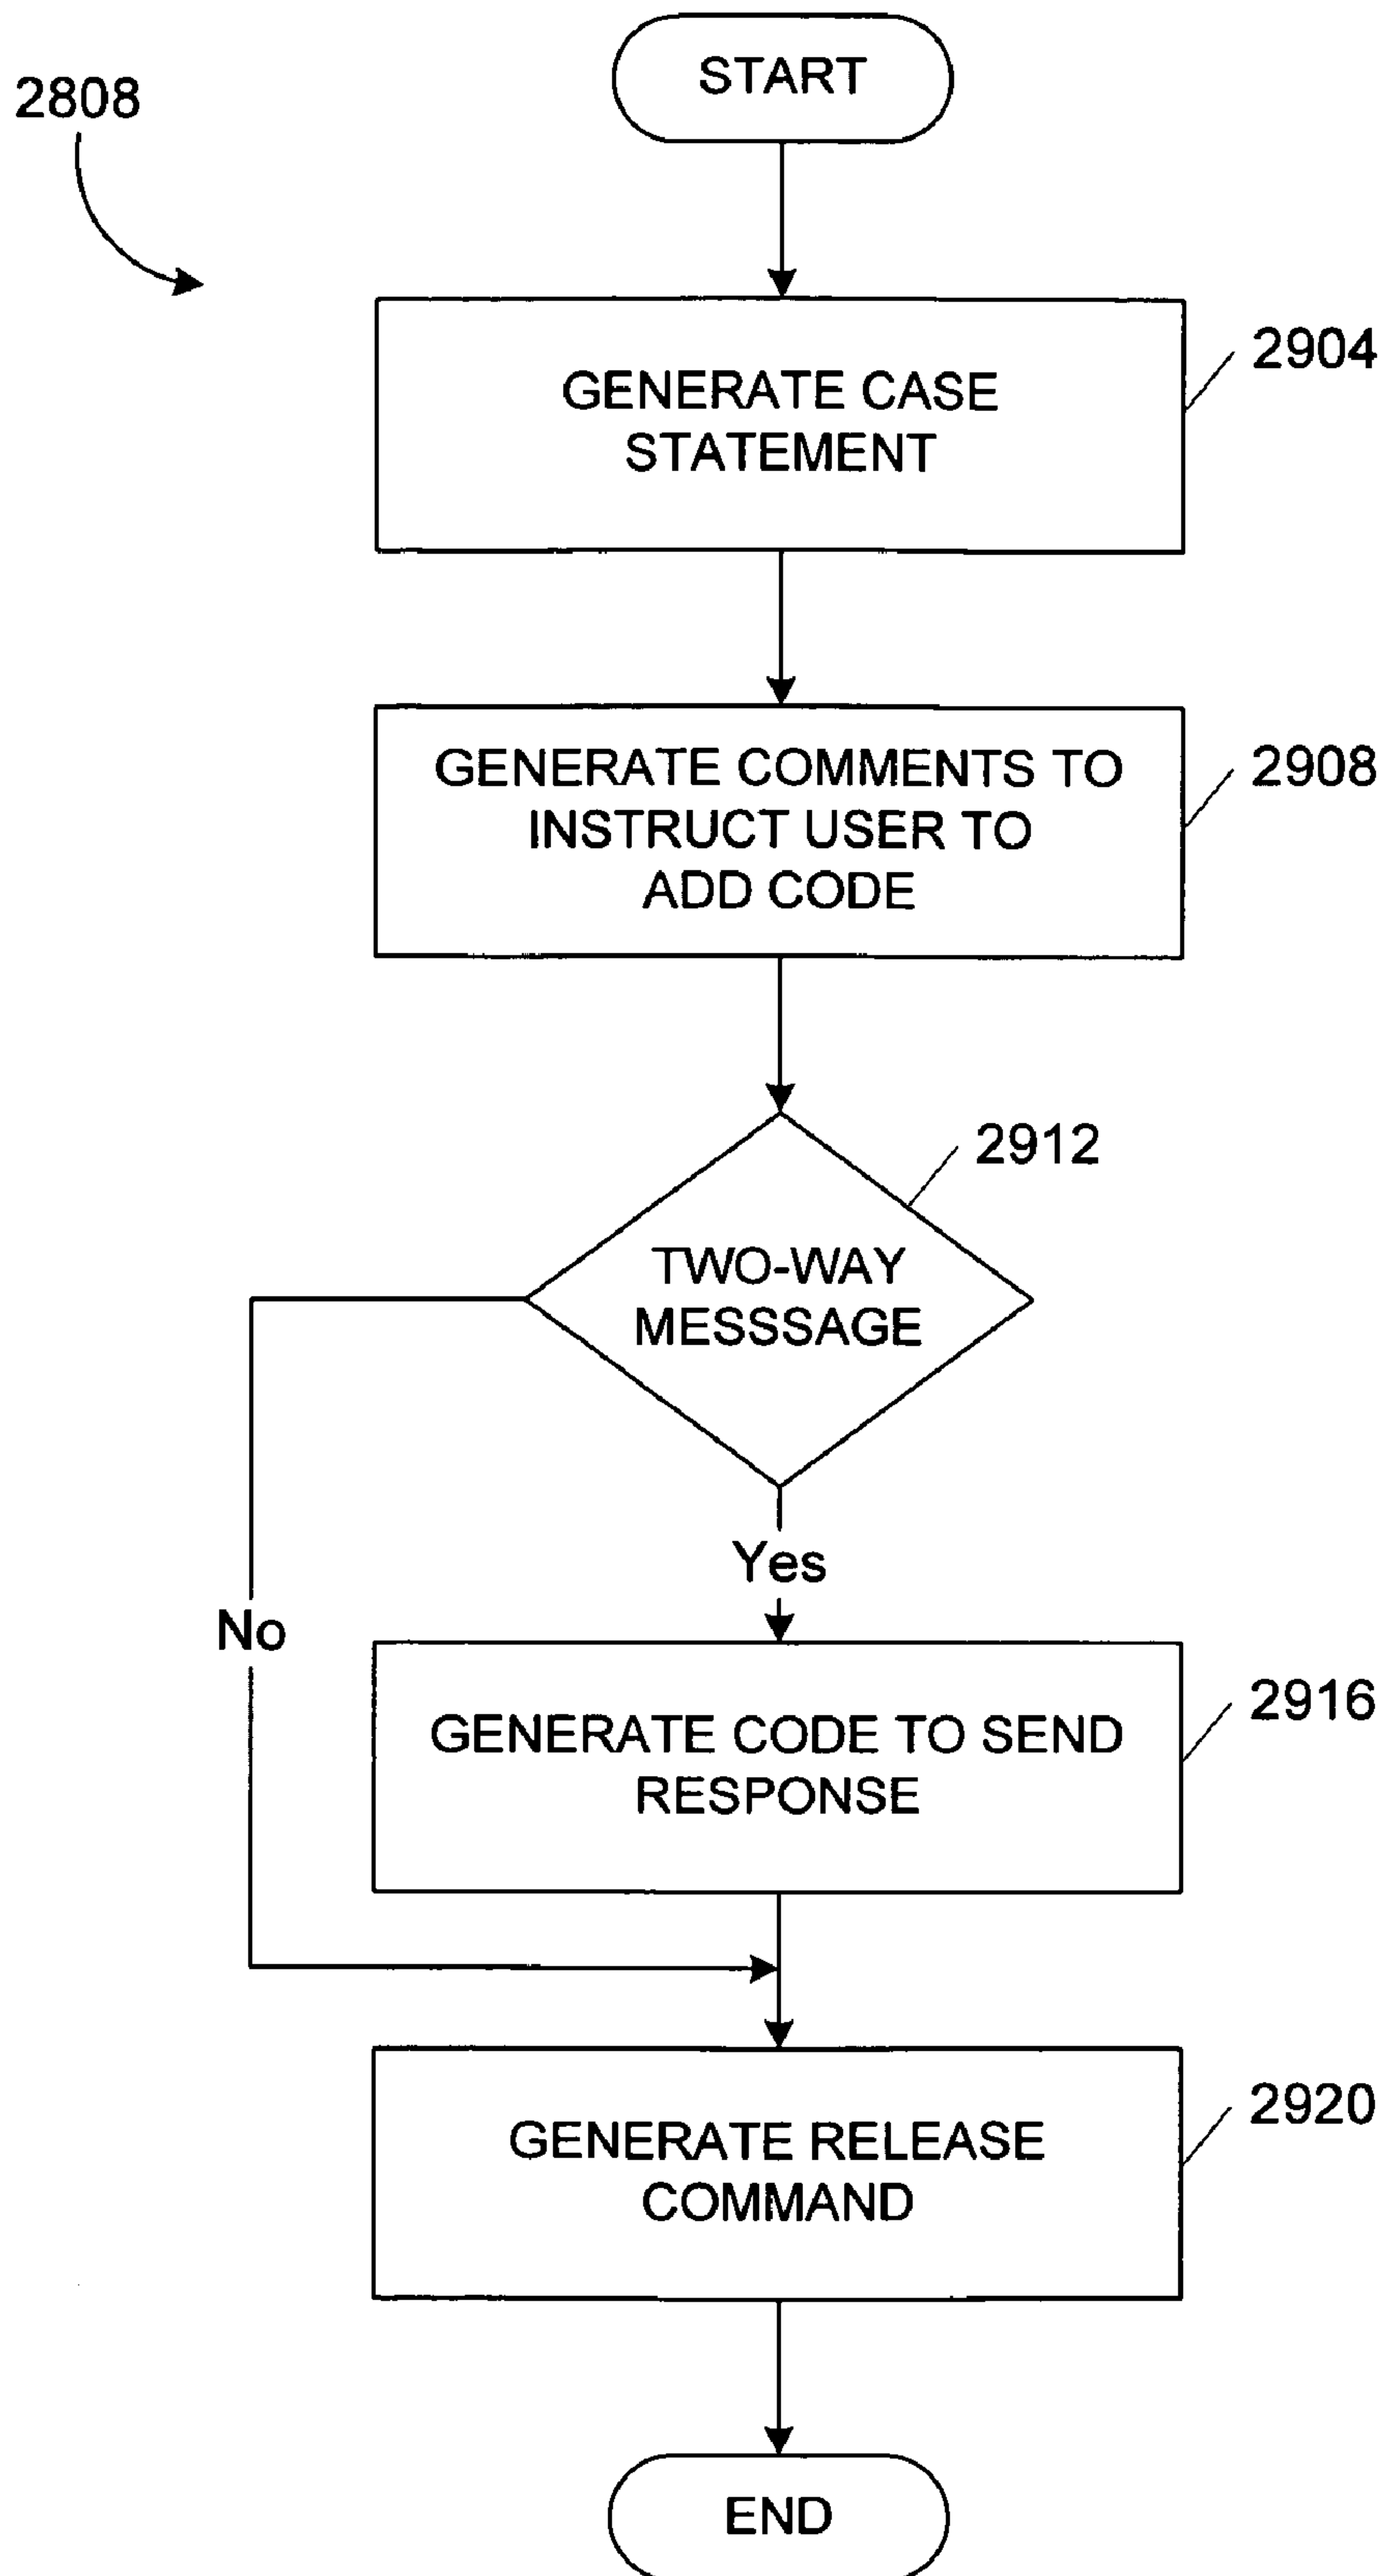 START
2808
2904
GENERATE CASE
STATEMENT
2908
GENERATE COMMENTS TO
INSTRUCT USER TO
ADD CODE
2912
TWO-WAY
MESSSAGE
Yes
No
2916
GENERATE CODE TO SEND
RESPONSE
2920
GENERATE RELEASE
COMMAND
END